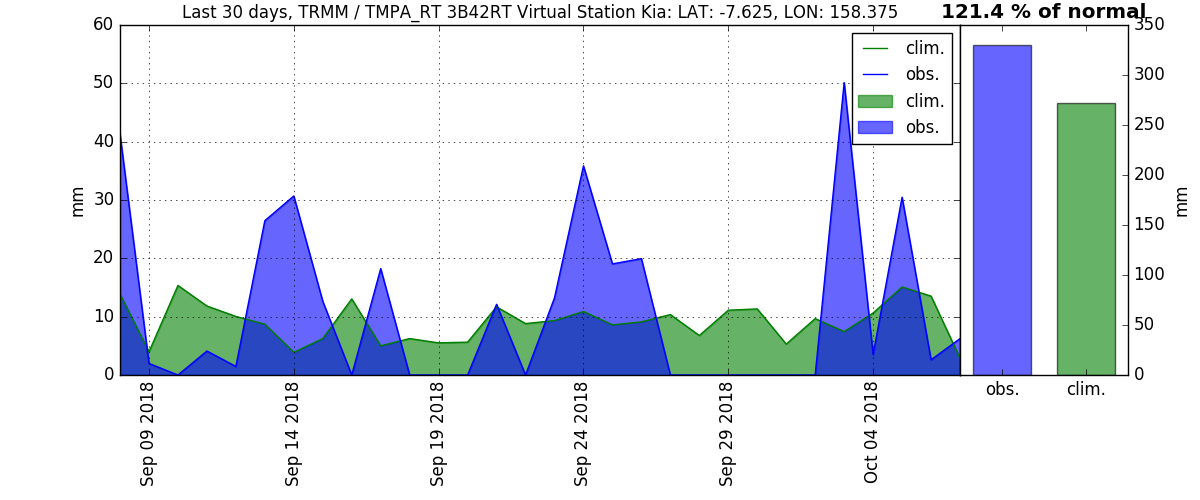 Last 30 days, TRMM / TMPA_RT 3B42RT Virtual Station Kia: LAT: -7.625, LON: 158.375
121.4 % of normal
60
50
40
30
20
10
0
mm
clim.
obs.
clim.
obs.
350
300
250
200
150
100
50
0
mm
Sep 09 2018
Sep 14 2018
Sep 19 2018
Sep 24 2018
Sep 29 2018
Oct 04 2018
obs.
clim.